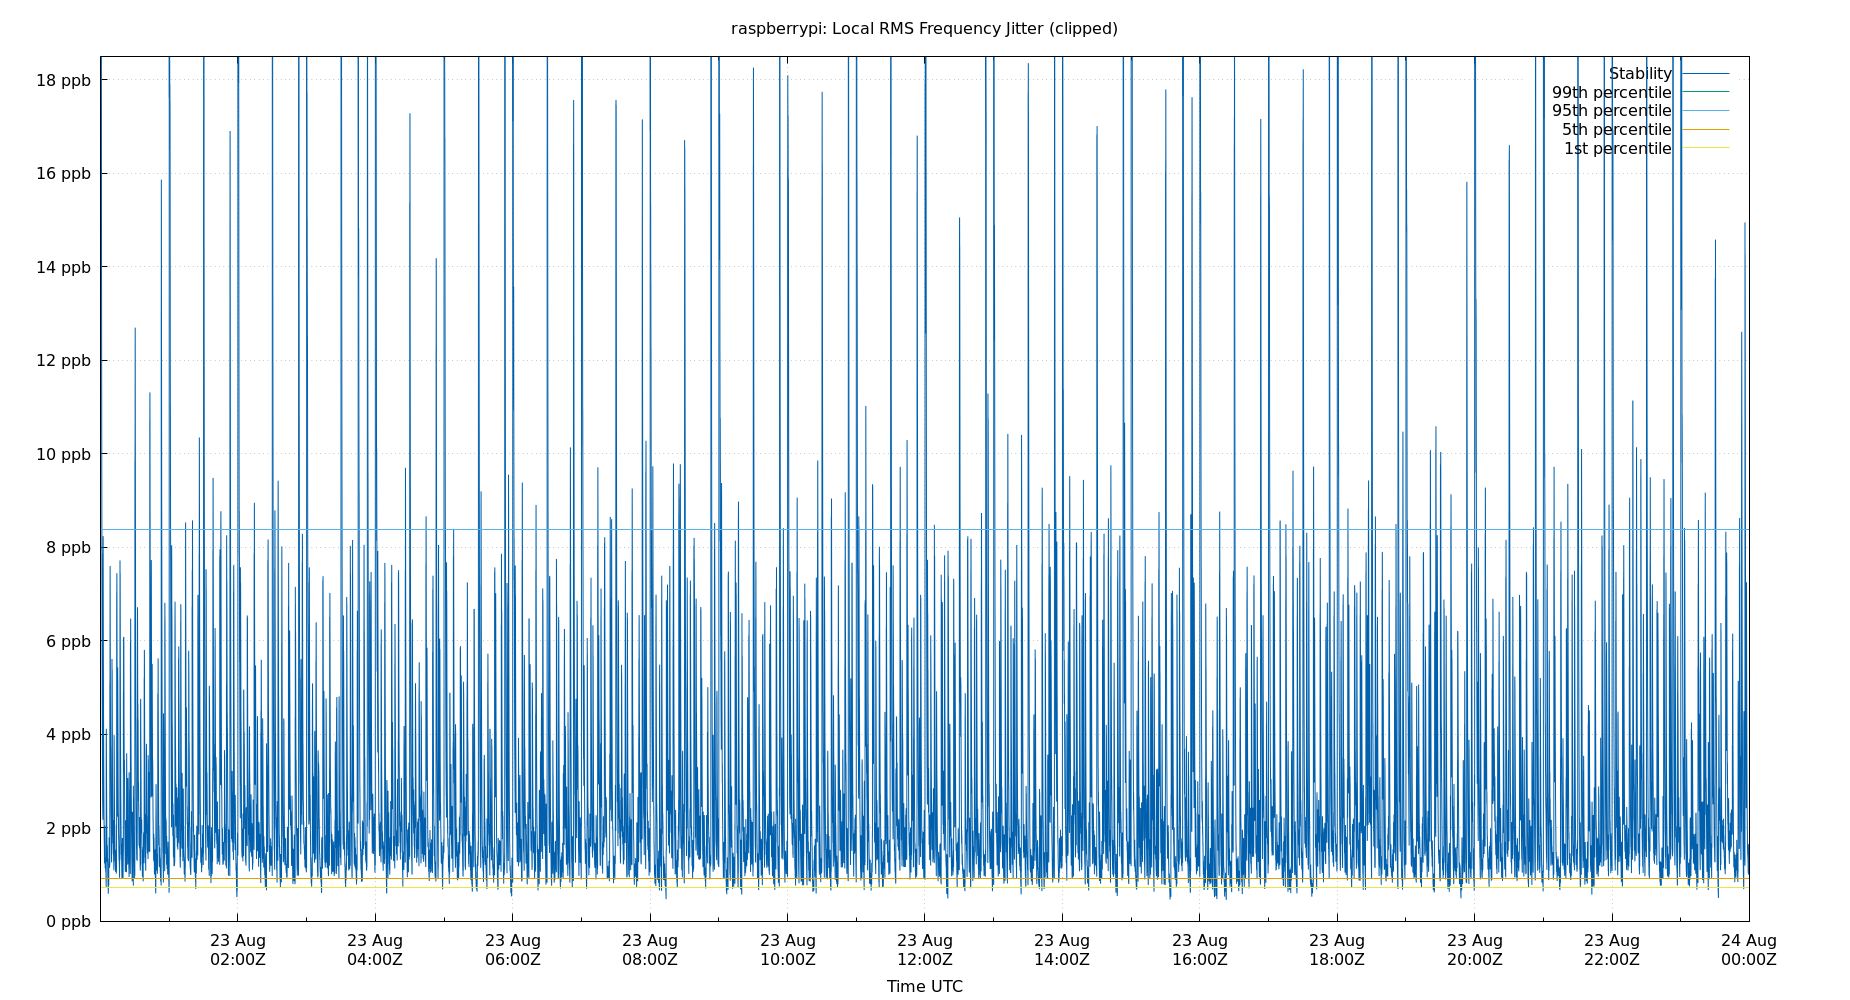 raspberrypi: Local RMS Frequency Jitter (clipped)
18 ppb
16 ppb
14 ppb
12 ppb
10 ppb
8 ppb
6 ppb
4 ppb
2 ppb
0 ppb
Stability
99th percentile
95th percentile
5th percentile
1st percentile
23 Aug 23 Aug 23 Aug 23 Aug 23 Aug 23 Aug 23 Aug 23 Aug 23 Aug 23 Aug 23 Aug 24 Aug
02:00Z 04:00Z 06:00Z 08:00Z 10:00Z 12:00Z 14:00Z 16:00Z 18:00Z 20:00Z 22:00Z 00:00Z
Time UTC